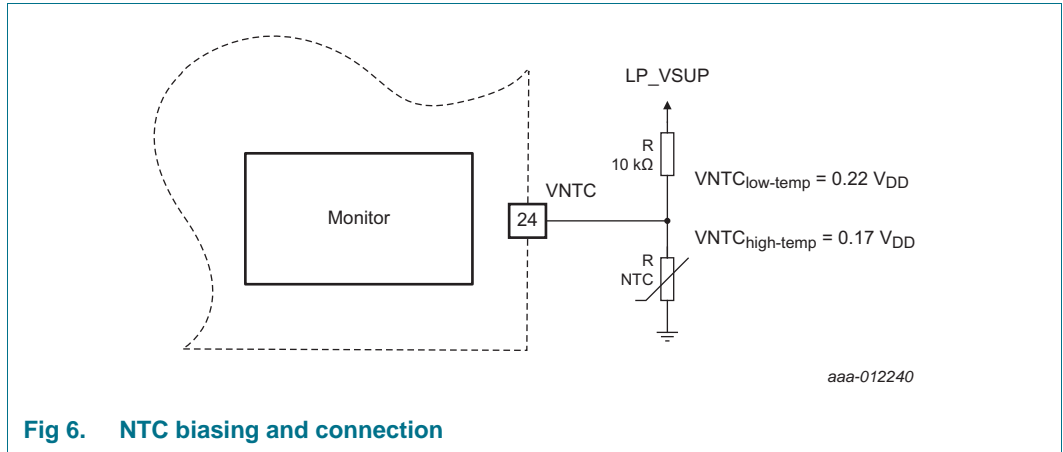 LP_VSUP
R
10 kΩ
VNTClow-temp = 0.22 VDD
VNTC
24
Monitor
VNTChigh-temp = 0.17 VDD
R
NTC
aaa-012240
Fig 6. NTC biasing and connection